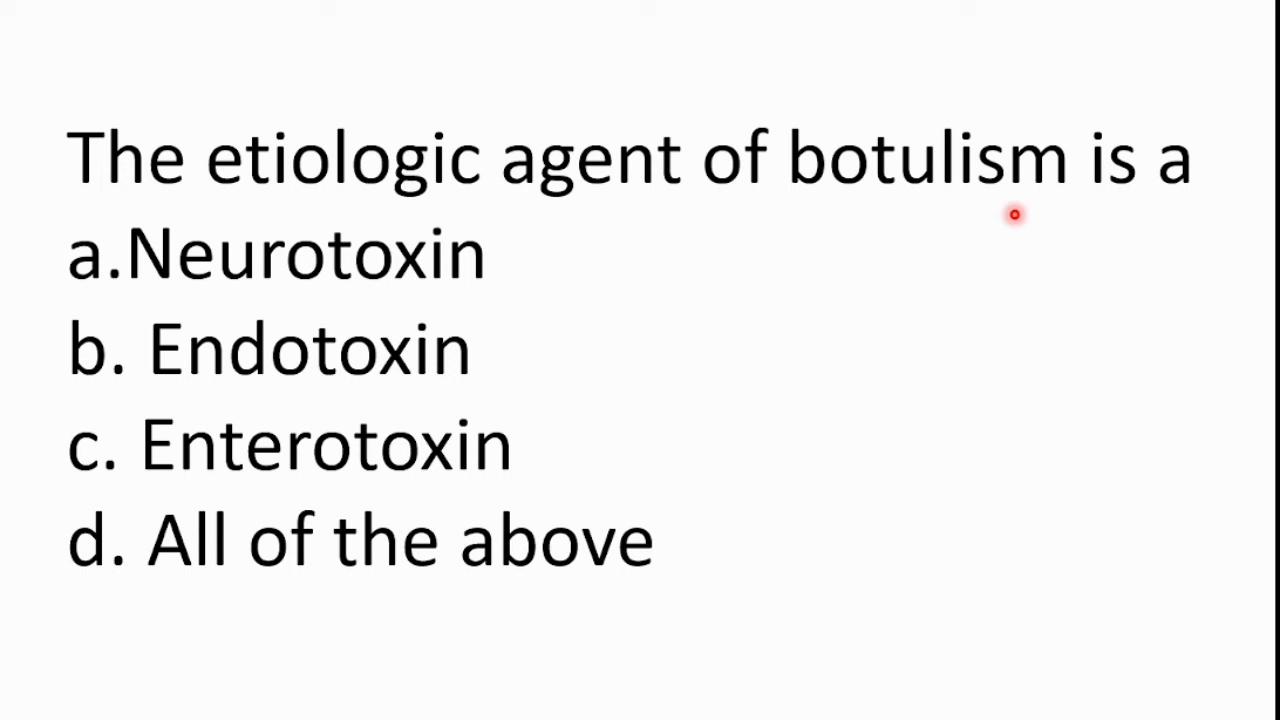 The etiologic agent of botulism is a
a.Neurotoxin
b. Endotoxin
c. Enterotoxin
d. All of the above